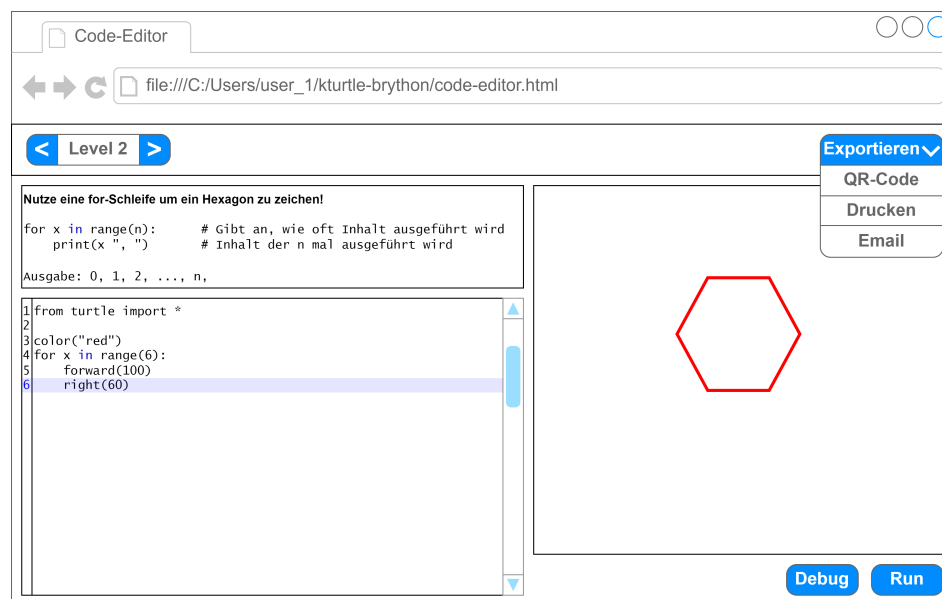 Code-Editor
file:///C:/Users/user_1/kturtle-brython/code-editor.html
< Level 2 >
Exportieren
QR-Code
Drucken
Email
Nutze eine for-Schleife um ein Hexagon zu zeichen!
for x in range(n):      # Gibt an, wie oft Inhalt ausgeführt wird
    print(x ", ")       # Inhalt der n mal ausgeführt wird
Ausgabe: 0, 1, 2, ..., n,
1 from turtle import *
2
3 color("red")
4 for x in range(6):
5     forward(100)
6     right(60)
Debug
Run